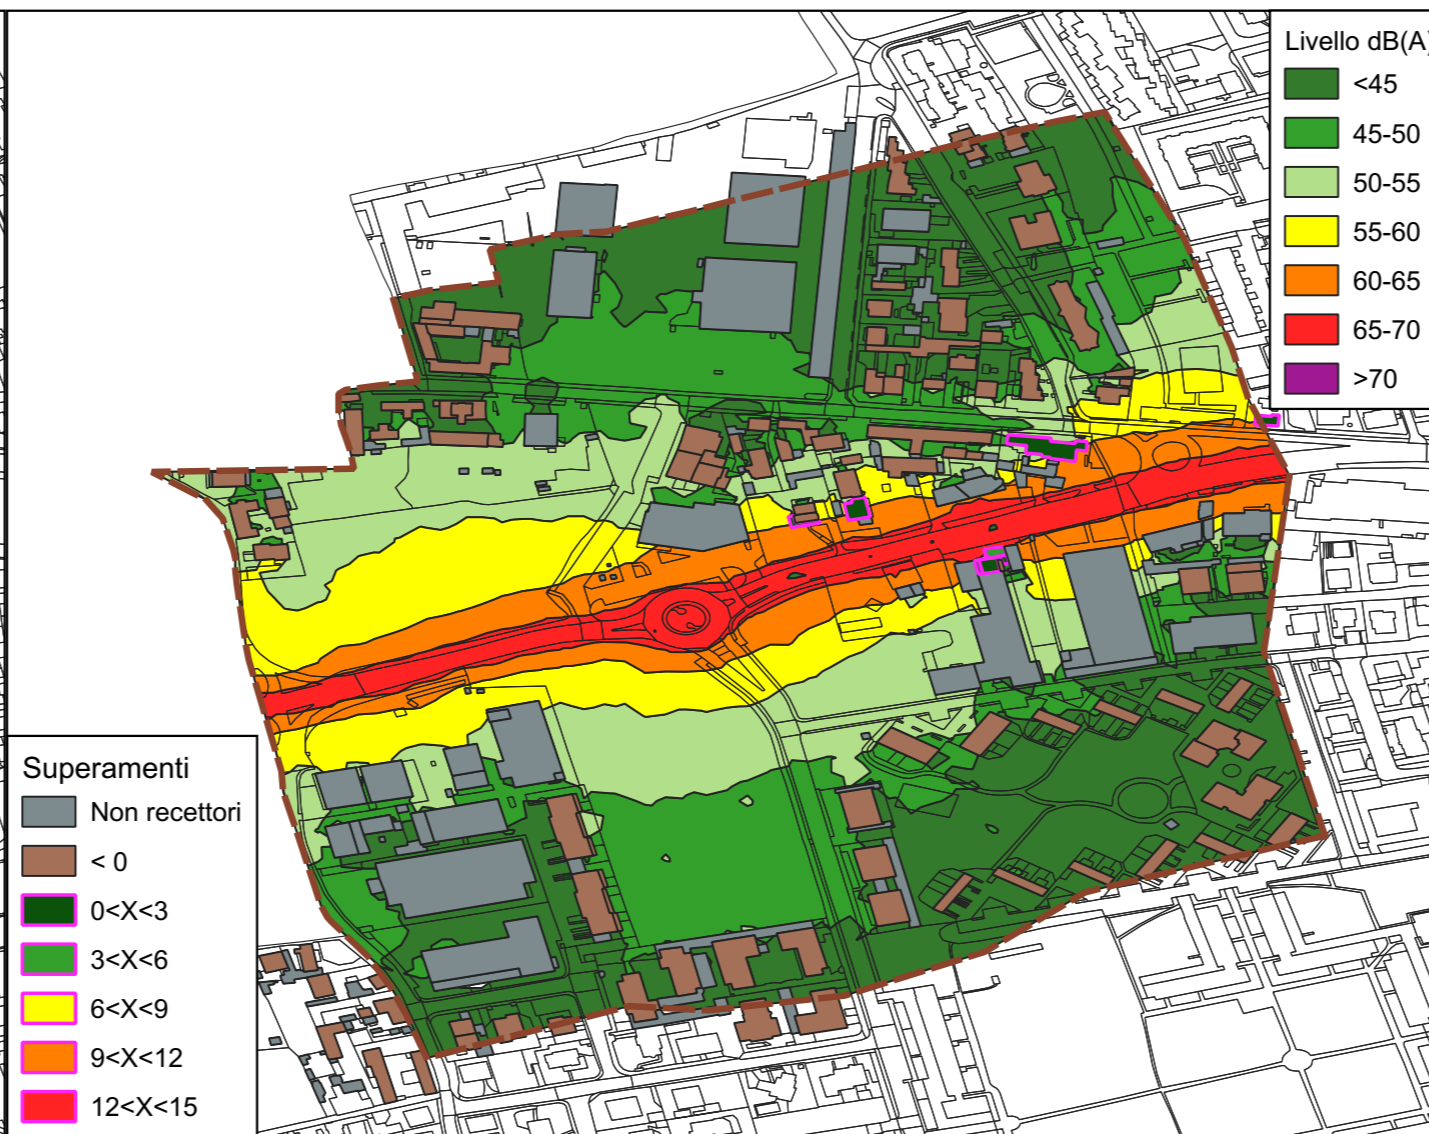 Livello dB(A)
<45
45-50
50-55
55-60
60-65
65-70
>70
Superamenti
Non recettori
< 0
0<X<3
3<X<6
6<X<9
9<X<12
12<X<15